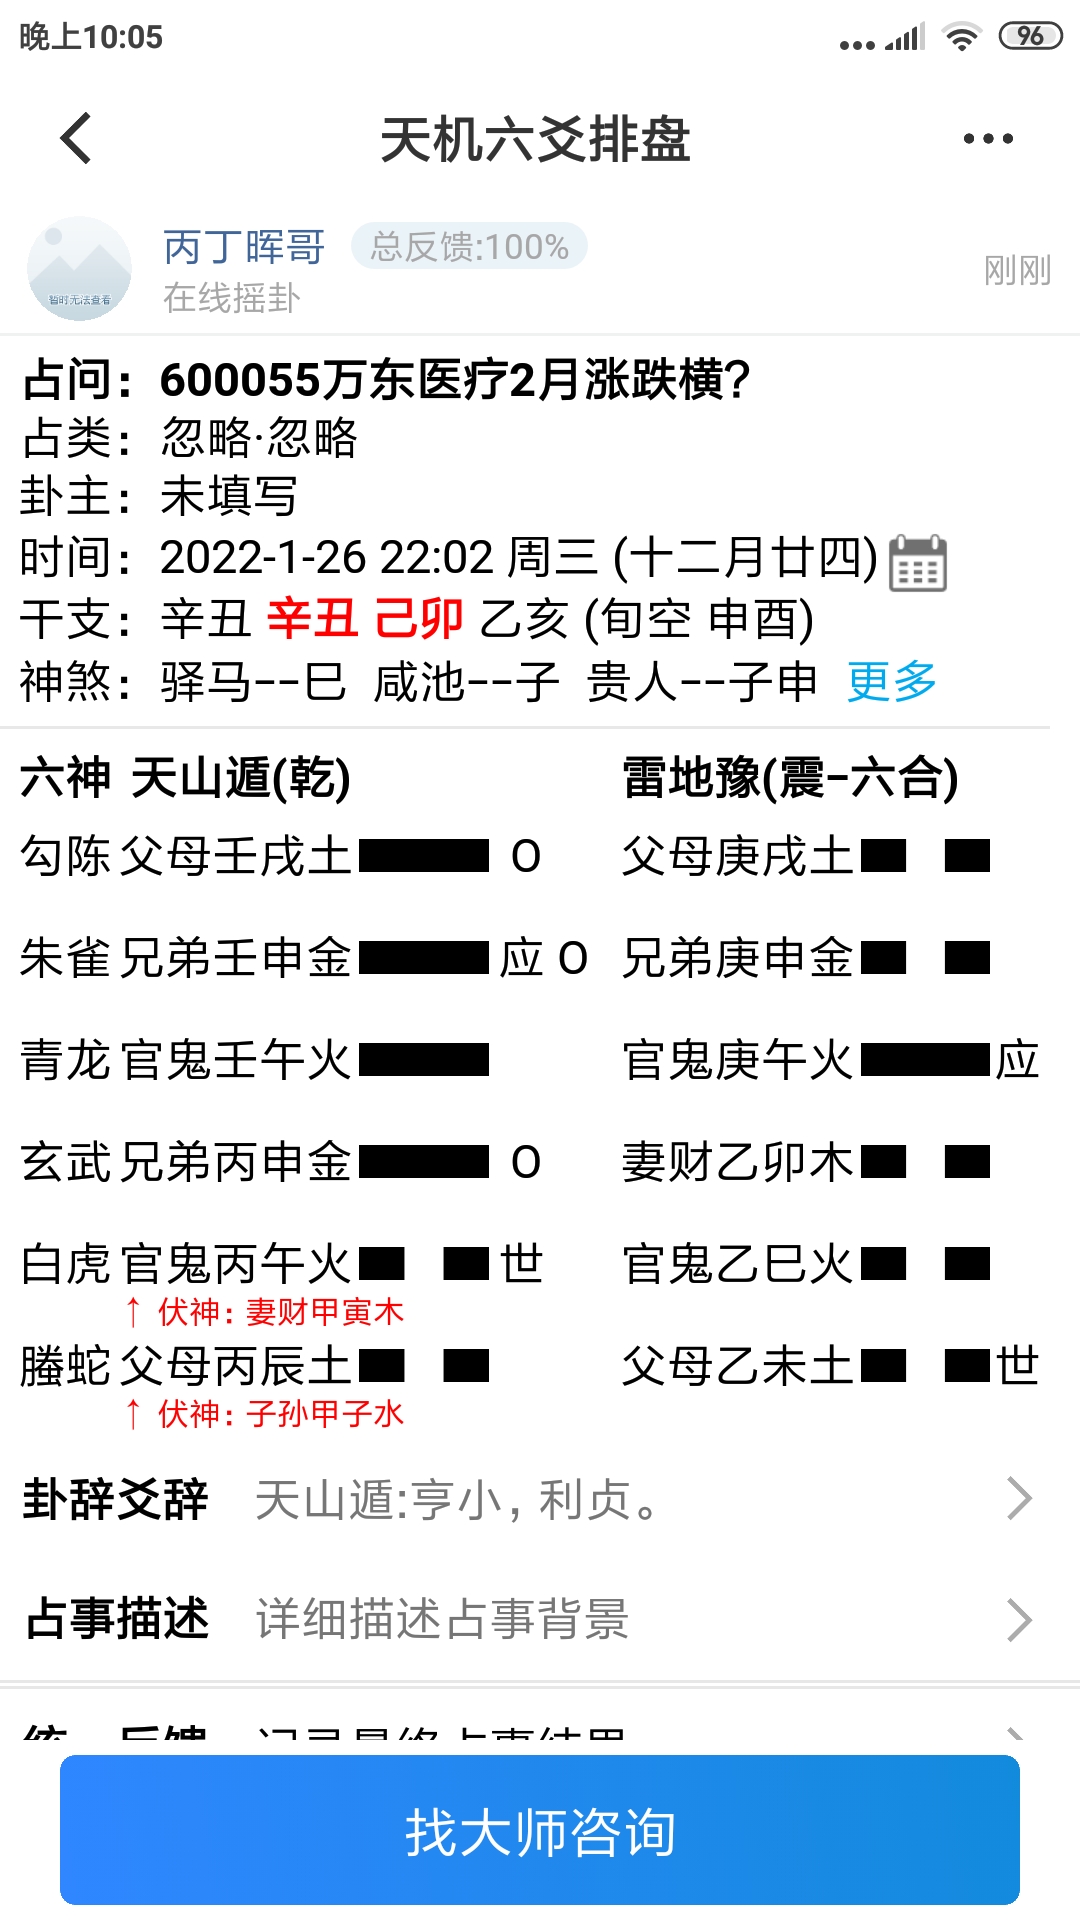 晚上10:05
96
天机六爻排盘
丙丁晖哥 总反馈:100%
暂时无法查看
在线摇卦
刚刚
占问：600055万东医疗2月涨跌横?
占类：忽略·忽略
卦主：未填写
时间：2022-1-26 22:02 周三 (十二月廿四)
干支：辛丑 辛丑 己卯 乙亥 (旬空 申酉)
神煞：驿马--巳 咸池--子 贵人--子申 更多
六神 天山遁(乾) 雷地豫(震-六合)
勾陈 父母壬戌土 O 父母庚戌土
朱雀 兄弟壬申金 应 O 兄弟庚申金
青龙 官鬼壬午火 官鬼庚午火 应
玄武 兄弟丙申金 O 妻财乙卯木
白虎 官鬼丙午火 世 官鬼乙巳火
↑ 伏神：妻财甲寅木
螣蛇 父母丙辰土 父母乙未土 世
↑ 伏神：子孙甲子水
卦辞爻辞 天山遁:亨小，利贞。
占事描述 详细描述占事背景
找大师咨询